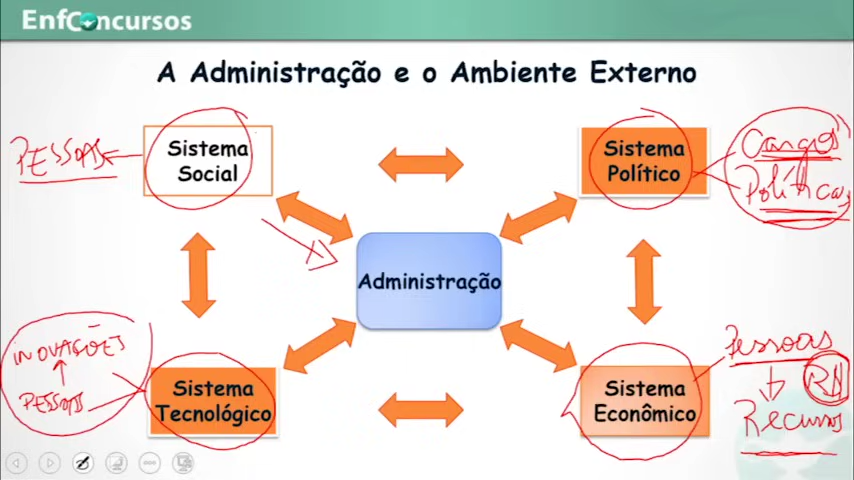 EnfConcursos
A Administração e o Ambiente Externo
PESSOAS
Sistema
Social
Sistema
Político
Cargos
Políticas
Administração
INOVAÇÕES
PESSOAS
Sistema
Tecnológico
Sistema
Econômico
Pessoas
RH
Recursos